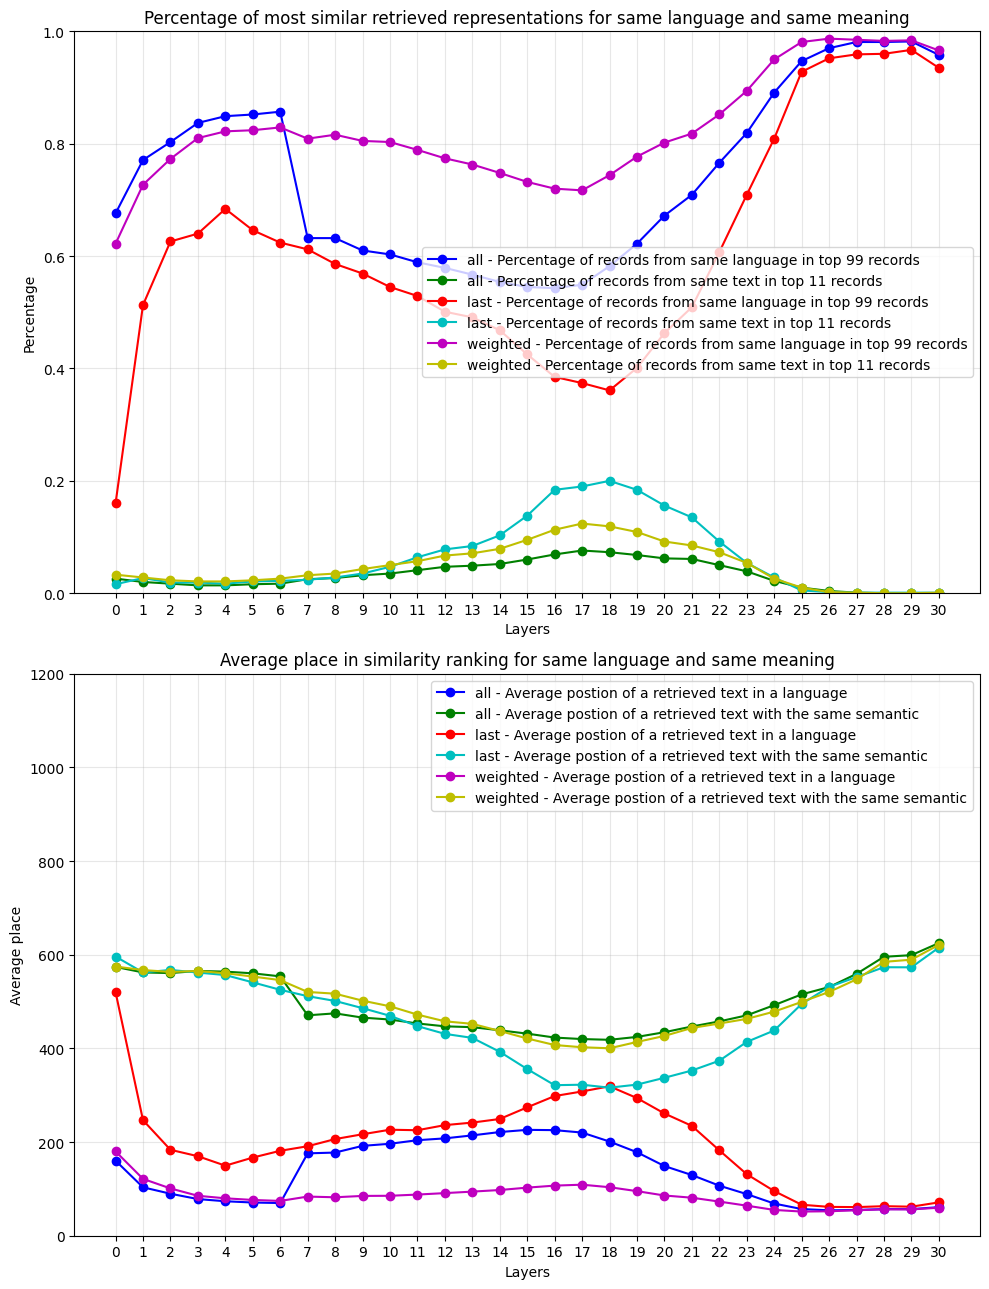 Percentage of most similar retrieved representations for same language and same meaning
1.0
0.8
0.6
0.4
0.2
0.0
Percentage
all - Percentage of records from same language in top 99 records
all - Percentage of records from same text in top 11 records
last - Percentage of records from same language in top 99 records
last - Percentage of records from same text in top 11 records
weighted - Percentage of records from same language in top 99 records
weighted - Percentage of records from same text in top 11 records
0 1 2 3 4 5 6 7 8 9 10 11 12 13 14 15 16 17 18 19 20 21 22 23 24 25 26 27 28 29 30
Layers
Average place in similarity ranking for same language and same meaning
1200
1000
800
600
400
200
0
Average place
all - Average postion of a retrieved text in a language
all - Average postion of a retrieved text with the same semantic
last - Average postion of a retrieved text in a language
last - Average postion of a retrieved text with the same semantic
weighted - Average postion of a retrieved text in a language
weighted - Average postion of a retrieved text with the same semantic
0 1 2 3 4 5 6 7 8 9 10 11 12 13 14 15 16 17 18 19 20 21 22 23 24 25 26 27 28 29 30
Layers